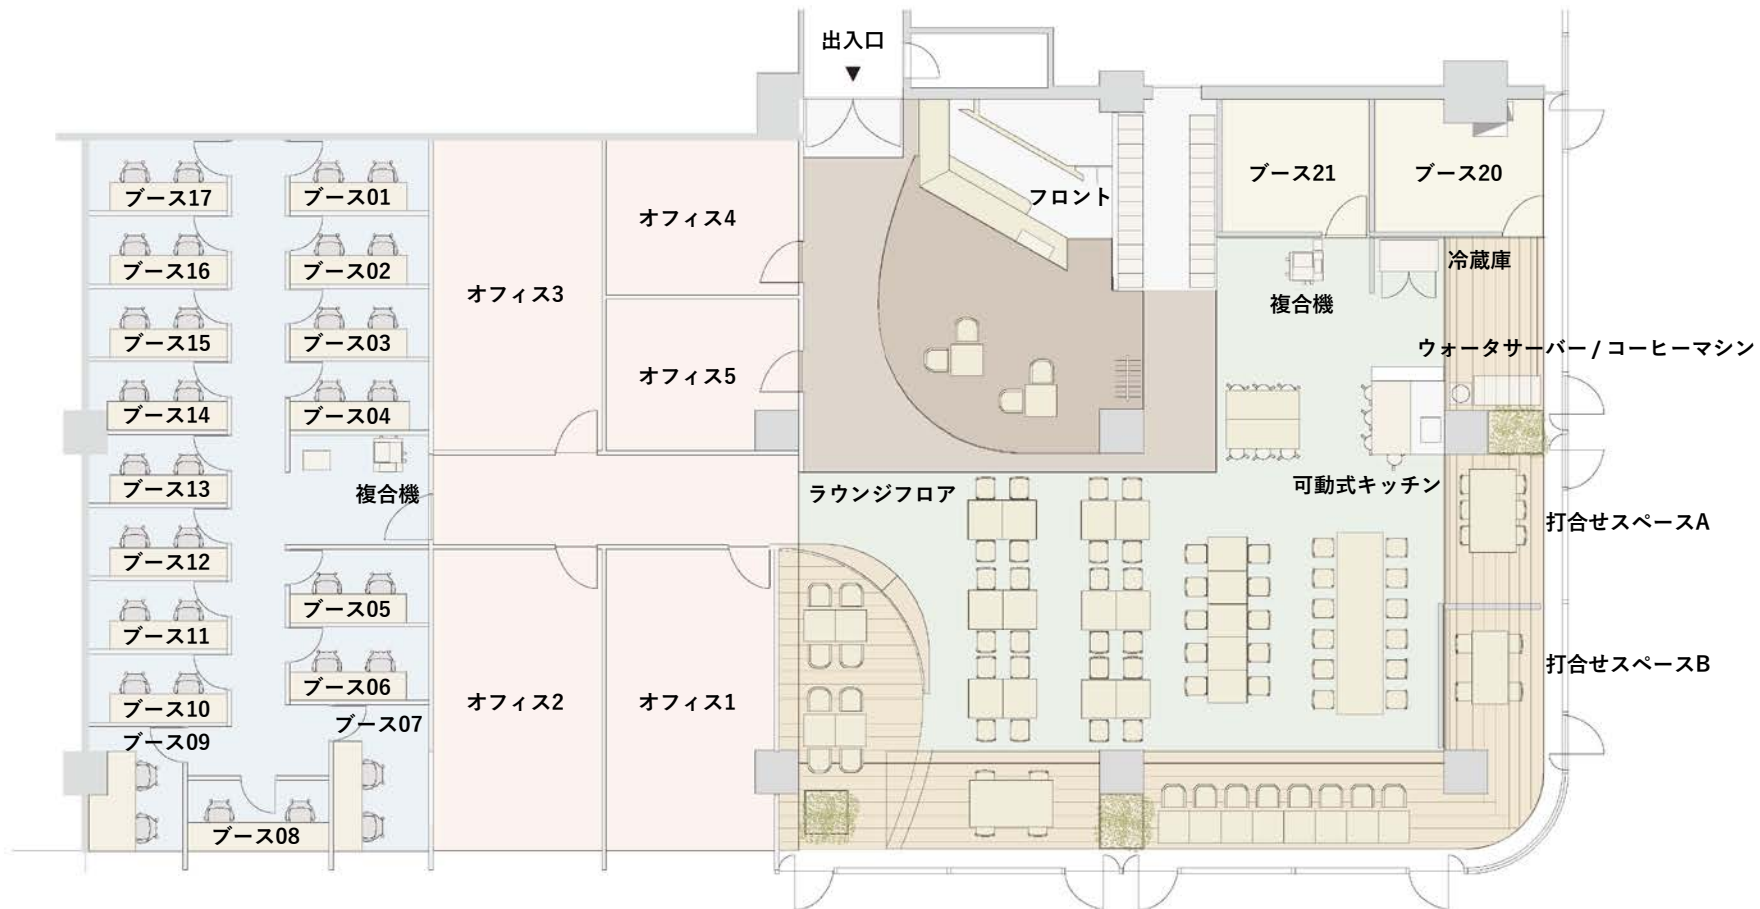 出入口
▼
フロント
ブース21
ブース20
ブース17
ブース01
オフィス4
ブース16
ブース02
オフィス3
複合機
冷蔵庫
ブース15
ブース03
オフィス5
ウォータサーバー / コーヒーマシン
ブース14
ブース04
ブース13
複合機
ラウンジフロア
可動式キッチン
打合せスペースA
ブース12
ブース05
ブース11
ブース06
打合せスペースB
ブース10
オフィス2
オフィス1
ブース07
ブース09
ブース08